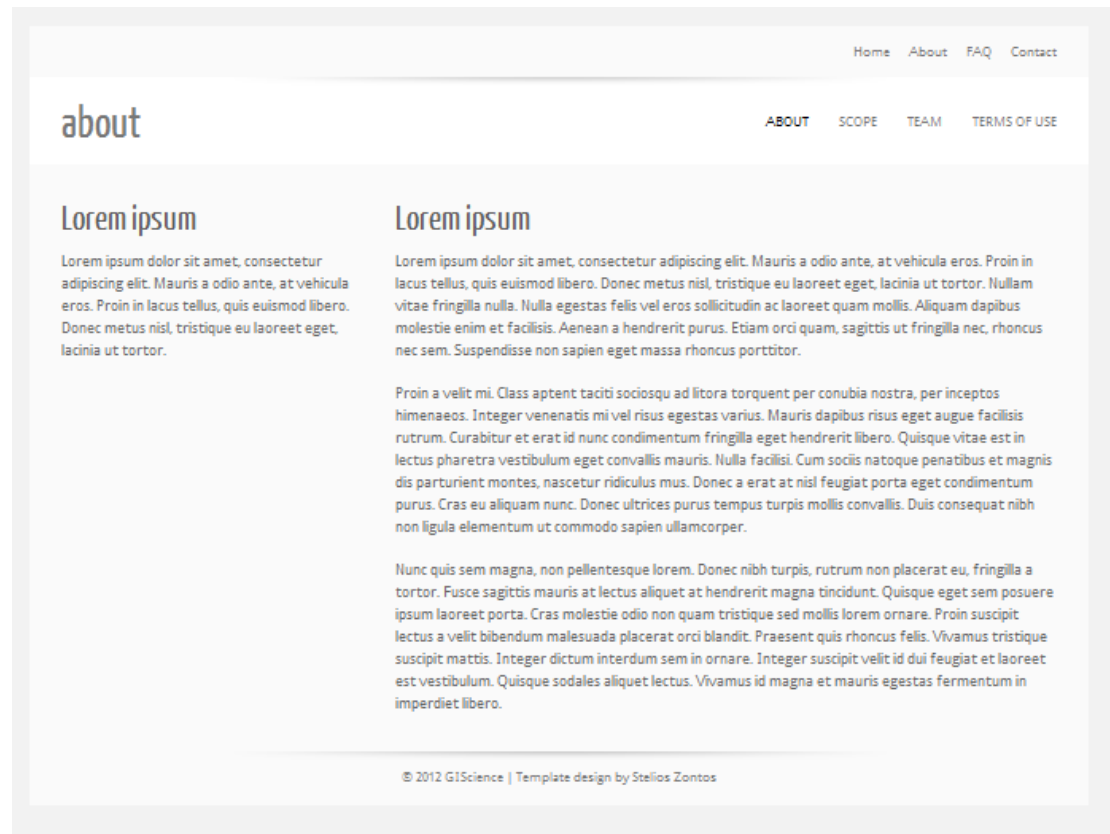 Home About FAQ Contact
about
ABOUT SCOPE TEAM TERMS OF USE
Lorem ipsum
Lorem ipsum dolor sit amet, consectetur
adipiscing elit. Mauris a odio ante, at vehicula
eros. Proin in lacus tellus, quis euismod libero.
Donec metus nisl, tristique eu laoreet eget,
lacinia ut tortor.
Lorem ipsum
Lorem ipsum dolor sit amet, consectetur adipiscing elit. Mauris a odio ante, at vehicula eros. Proin in
lacus tellus, quis euismod libero. Donec metus nisl, tristique eu laoreet eget, lacinia ut tortor. Nullam
vitae fringilla nulla. Nulla egestas felis vel eros sollicitudin ac laoreet quam mollis. Aliquam dapibus
molestie enim et facilisis. Aenean a hendrerit purus. Etiam orci quam, sagittis ut fringilla nec, rhoncus
nec sem. Suspendisse non sapien eget massa rhoncus porttitor.
Proin a velit mi. Class aptent taciti sociosqu ad litora torquent per conubia nostra, per inceptos
himenaeos. Integer venenatis mi vel risus egestas varius. Mauris dapibus risus eget augue facilisis
rutrum. Curabitur et erat id nunc condimentum fringilla eget hendrerit libero. Quisque vitae est in
lectus pharetra vestibulum eget convallis mauris. Nulla facilisi. Cum sociis natoque penatibus et magnis
dis parturient montes, nascetur ridiculus mus. Donec a erat at nisl feugiat porta eget condimentum
purus. Cras eu aliquam nunc. Donec ultrices purus tempus turpis mollis convallis. Duis consequat nibh
non ligula elementum ut commodo sapien ullamcorper.
Nunc quis sem magna, non pellentesque lorem. Donec nibh turpis, rutrum non placerat eu, fringilla a
tortor. Fusce sagittis mauris at lectus aliquet at hendrerit magna tincidunt. Quisque eget sem posuere
ipsum laoreet porta. Cras molestie odio non quam tristique sed mollis lorem ornare. Proin suscipit
lectus a velit bibendum malesuada placerat orci blandit. Praesent quis rhoncus felis. Vivamus tristique
suscipit mattis. Integer dictum interdum sem in ornare. Integer suscipit velit id dui feugiat et laoreet
est vestibulum. Quisque sodales aliquet lectus. Vivamus id magna et mauris egestas fermentum in
imperdiet libero.
© 2012 GIScience | Template design by Stelios Zontos